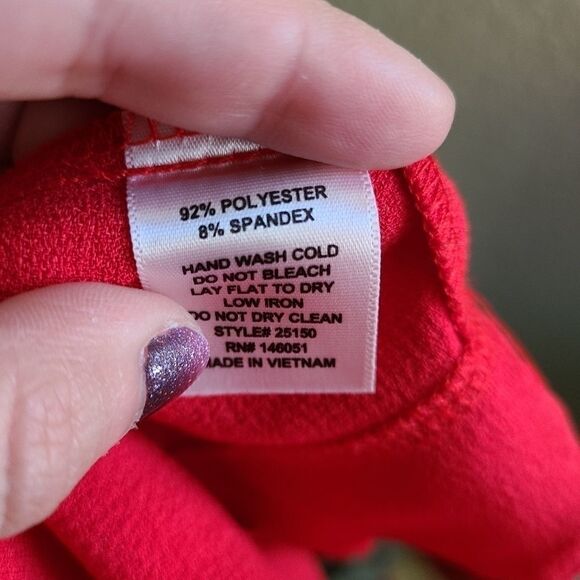 92% POLYESTER
8% SPANDEX
HAND WASH COLD
DO NOT BLEACH
LAY FLAT TO DRY
LOW IRON
DO NOT DRY CLEAN
STYLE# 25150
RN# 146051
MADE IN VIETNAM